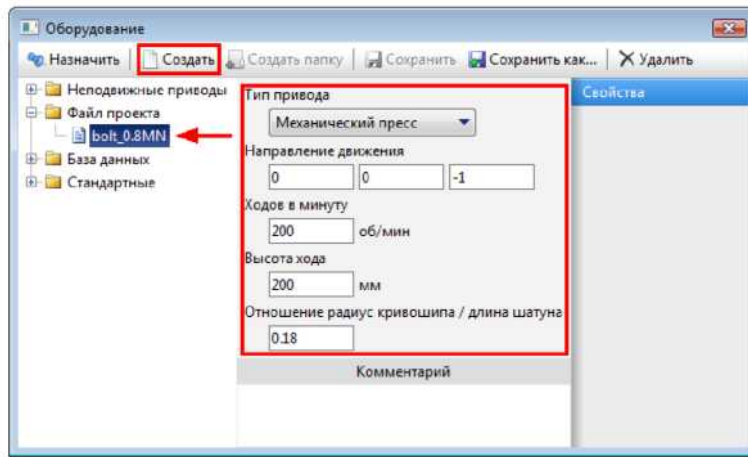 Оборудование
Назначить Создать Создать папку Сохранить Сохранить как... Удалить
Неподвижные приводы
Файл проекта
bolt_0.8MN
База данных
Стандартные
Тип привода
Механический пресс
Направление движения
0 0 -1
Ходов в минуту
200 об/мин
Высота хода
200 мм
Отношение радиус кривошипа / длина шатуна
0.18
Комментарий
Свойства